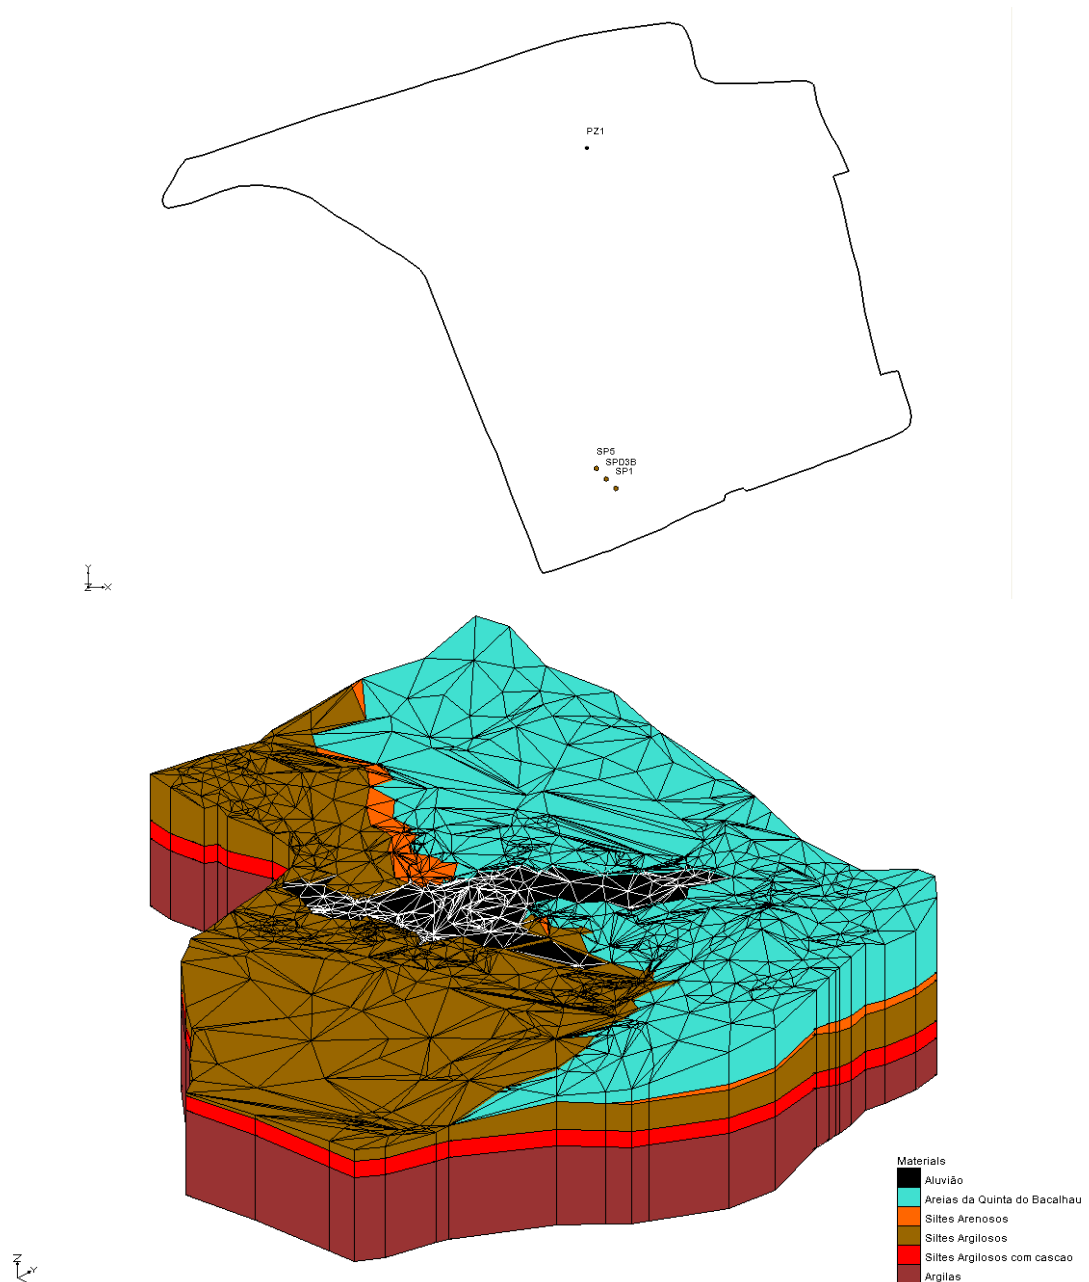 PZ1
SP5
SPD3B
SP1
Y
Z X
Materials
Aluvião
Areias da Quinta do Bacalhau
Siltes Arenosos
Siltes Argilosos
Siltes Argilosos com cascao
Argilas
Z
Y